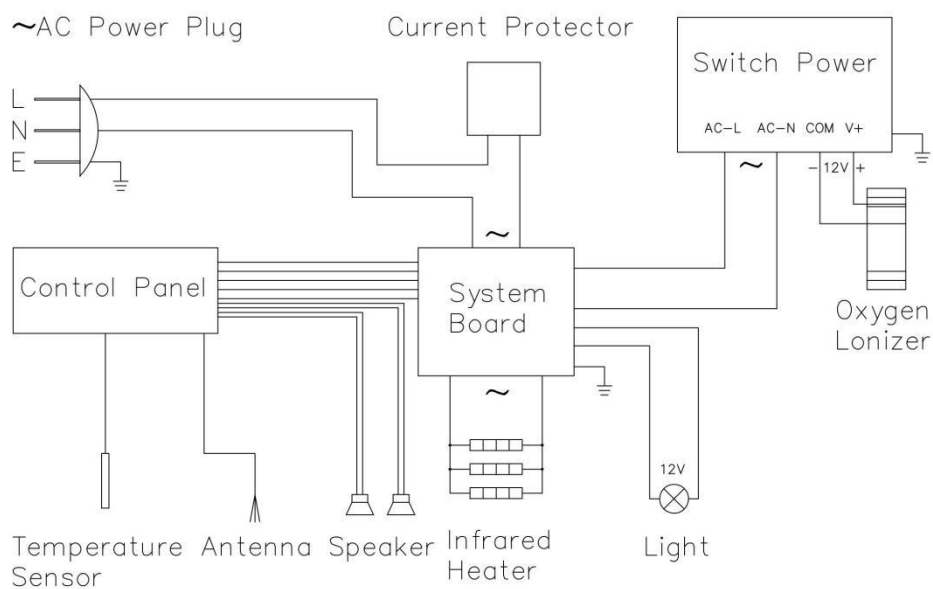 ~AC Power Plug
Current Protector
Switch Power
L
N
E
AC-L AC-N COM V+
~
- 12V +
~
Control Panel
System
Board
Oxygen
Lonizer
~
12V
Temperature
Sensor
Antenna
Speaker
Infrared
Heater
Light